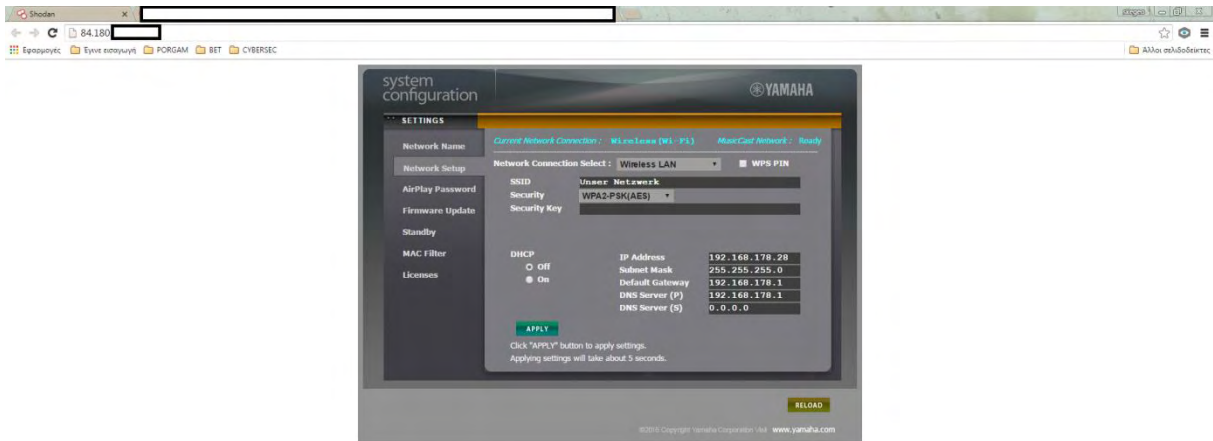 Shodan
84.180
Εφαρμογές Εγινε εισαγωγή PORGAM BET CYBERSEC Άλλοι σελιδοδείκτες
system
configuration
YAMAHA
SETTINGS
Current Network Connection : Wireless(Wi-Fi) MusicCast Network : Ready
Network Name
Network Setup
AirPlay Password
Firmware Update
Standby
MAC Filter
Licenses
Network Connection Select : Wireless LAN WPS PIN
SSID Unser Netzwerk
Security WPA2-PSK(AES)
Security Key
DHCP
Off
On
IP Address 192.168.178.28
Subnet Mask 255.255.255.0
Default Gateway 192.168.178.1
DNS Server (P) 192.168.178.1
DNS Server (S) 0.0.0.0
APPLY
Click "APPLY" button to apply settings.
Applying settings will take about 5 seconds.
RELOAD
Copyright Yamaha Corporation Visit www.yamaha.com